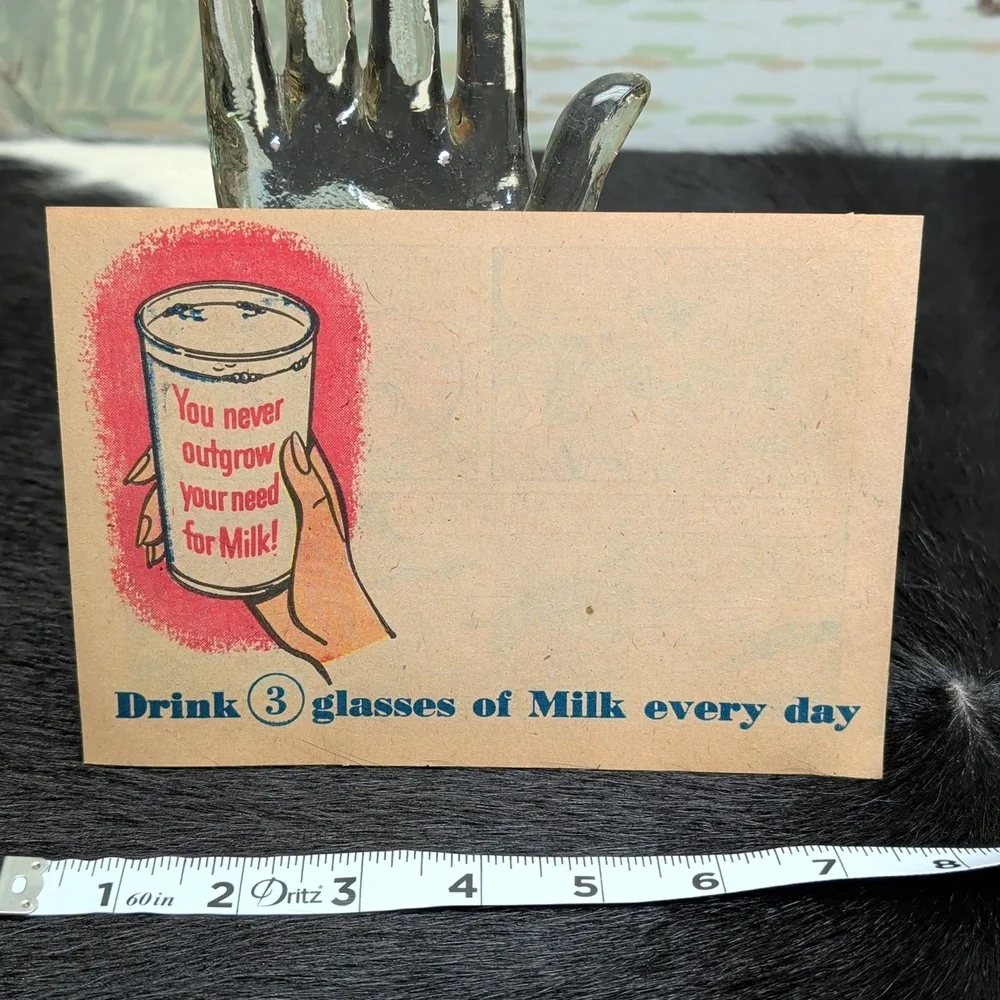 You never
outgrow
your need
for Milk!
Drink 3 glasses of Milk every day
1 60in 2 Dritz 3 4 5 6 7 8